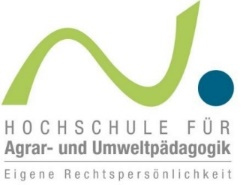 HOCHSCHULE FÜR
Agrar- und Umweltpädagogik
Eigene Rechtspersönlichkeit